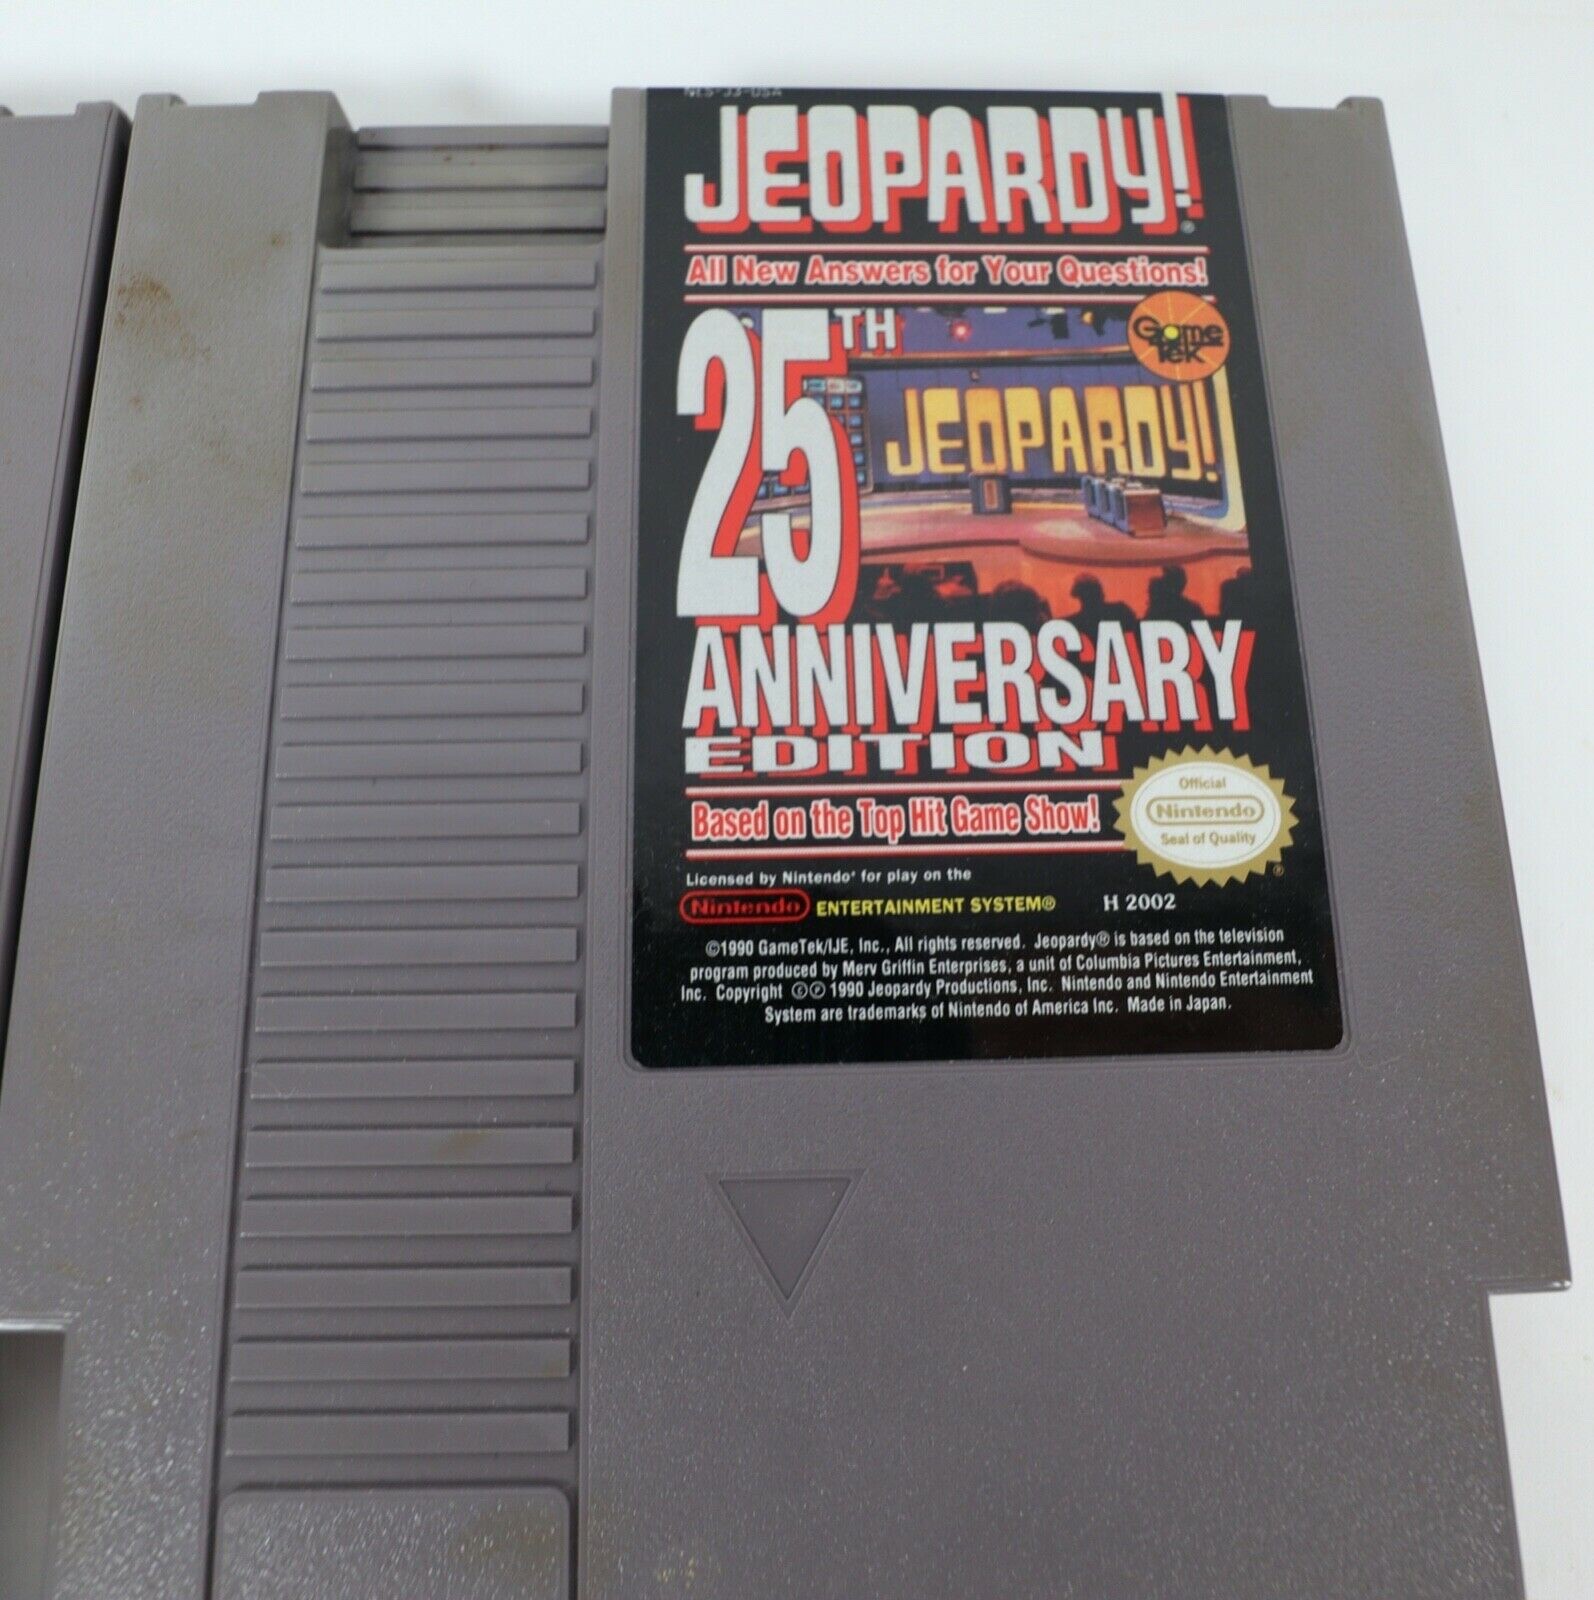 NES-JJ-USA
JEOPARDY!®
All New Answers for Your Questions!
25TH
Game Tek
JEOPARDY!
ANNIVERSARY
EDITION
Based on the Top Hit Game Show!
Official
Nintendo
Seal of Quality
®
Licensed by Nintendo® for play on the
Nintendo ENTERTAINMENT SYSTEM® H 2002
©1990 GameTek/IJE, Inc., All rights reserved. Jeopardy® is based on the television
program produced by Merv Griffin Enterprises, a unit of Columbia Pictures Entertainment,
Inc. Copyright ©℗ 1990 Jeopardy Productions, Inc. Nintendo and Nintendo Entertainment
System are trademarks of Nintendo of America Inc. Made in Japan.